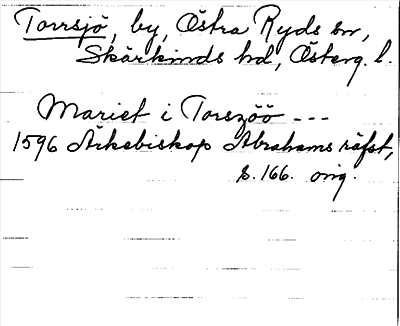 Torrsjö, by, Östra Ryds sn,
Skärkinds hd, Österg. l.
Mariet i Torszöö ---
1596 Ärkebiskop Abrahams räfst,
s. 166. orig.